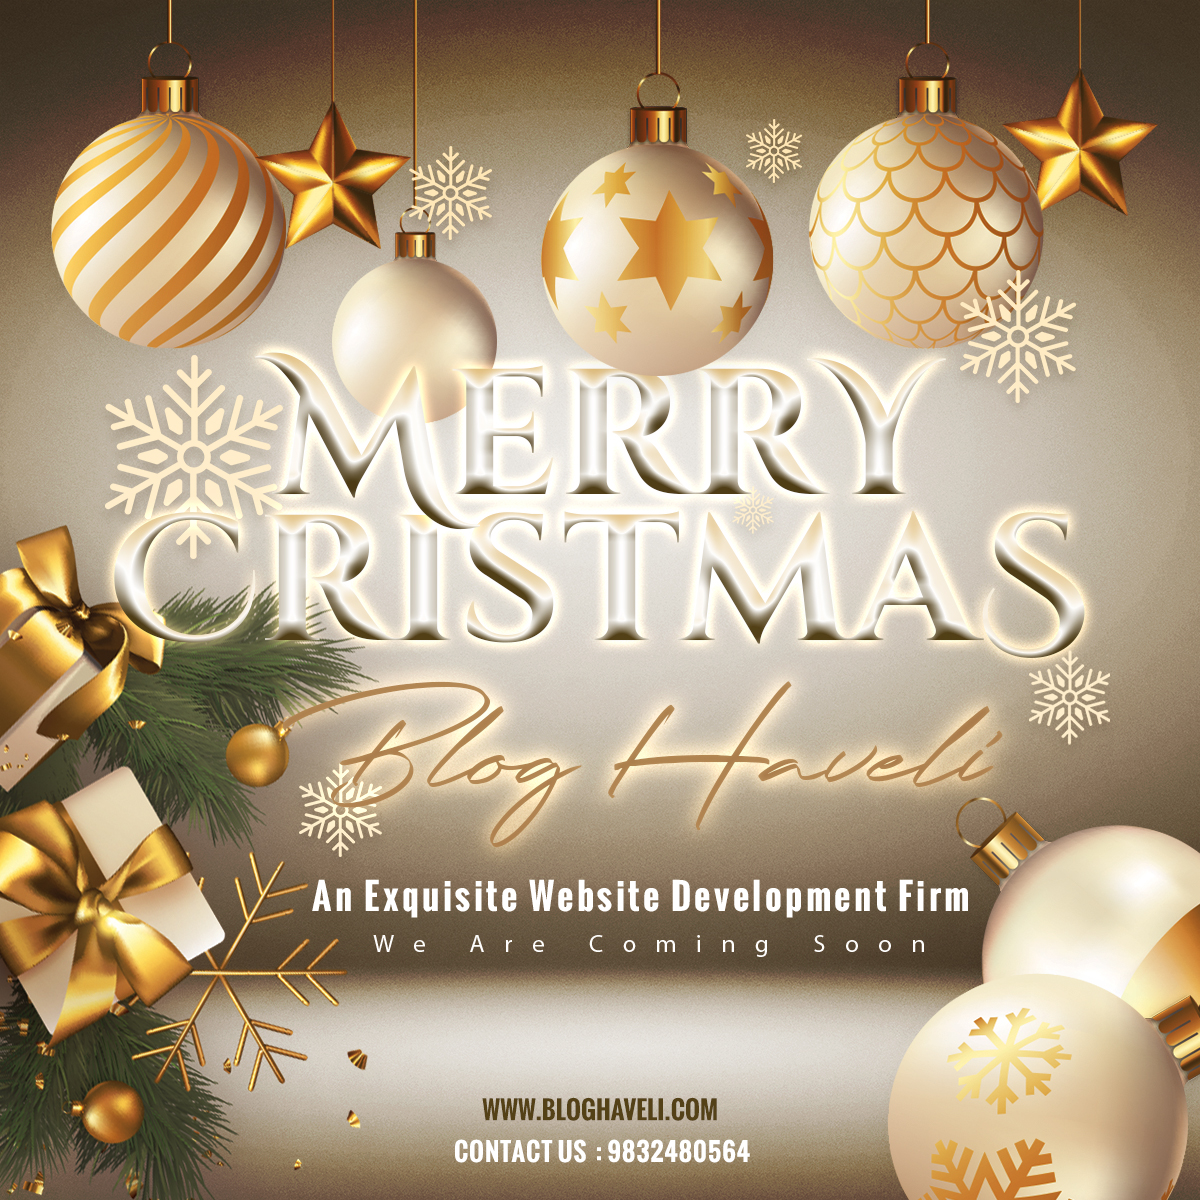 MERRY
CRISTMAS
Blog Haveli
An Exquisite Website Development Firm
We Are Coming Soon
WWW.BLOGHAVELI.COM
CONTACT US : 9832480564